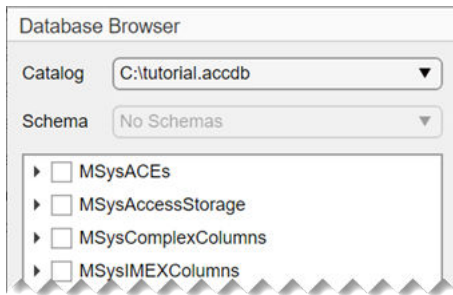 Database Browser
Catalog C:\tutorial.accdb
Schema No Schemas
MSysACEs
MSysAccessStorage
MSysComplexColumns
MSysIMEXColumns